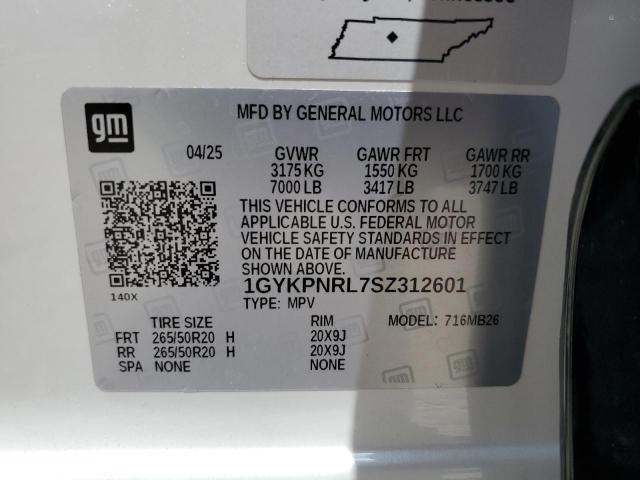 gm
MFD BY GENERAL MOTORS LLC
04/25 GVWR GAWR FRT GAWR RR
3175 KG 1550 KG 1700 KG
7000 LB 3417 LB 3747 LB
THIS VEHICLE CONFORMS TO ALL
APPLICABLE U.S. FEDERAL MOTOR
VEHICLE SAFETY STANDARDS IN EFFECT
ON THE DATE OF MANUFACTURE
SHOWN ABOVE.
1GYKPNRL7SZ312601
140X
TYPE: MPV
TIRE SIZE RIM MODEL: 716MB26
FRT 265/50R20 H 20X9J
RR 265/50R20 H 20X9J
SPA NONE NONE